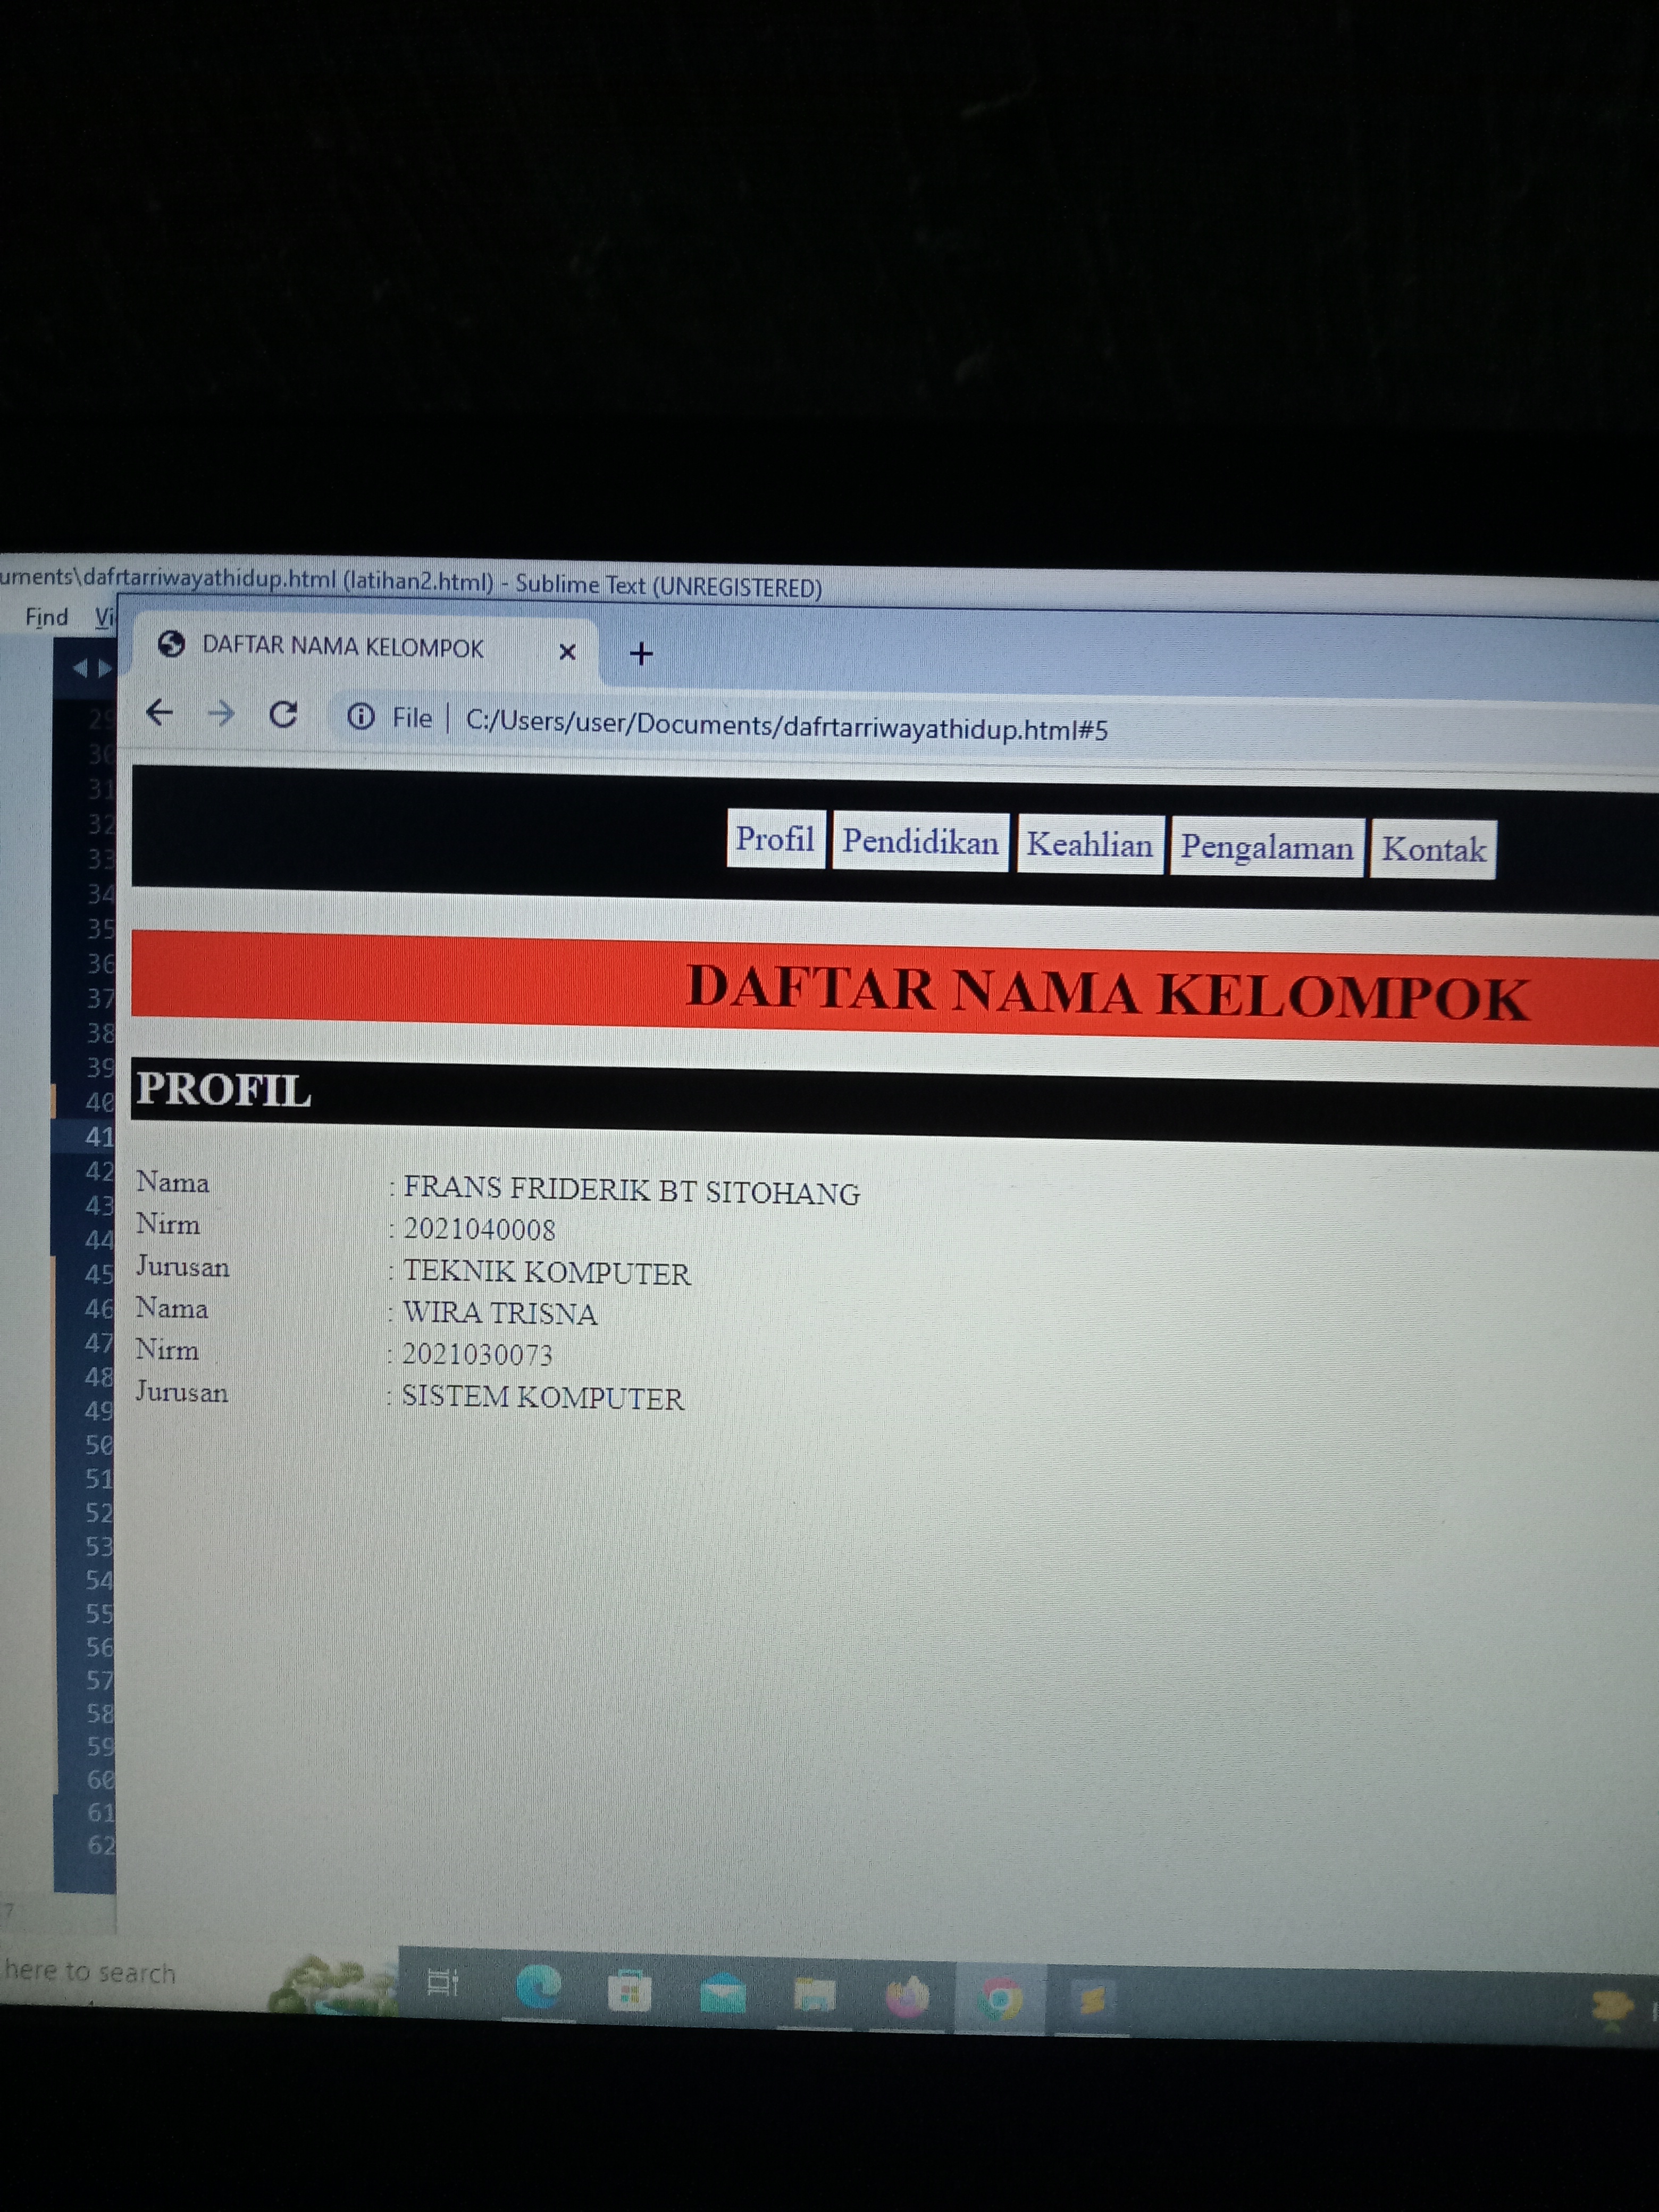 uments\dafrtarriwayathidup.html (latihan2.html) - Sublime Text (UNREGISTERED)
Find Vi
DAFTAR NAMA KELOMPOK
File | C:/Users/user/Documents/dafrtarriwayathidup.html#5
Profil Pendidikan Keahlian Pengalaman Kontak
DAFTAR NAMA KELOMPOK
PROFIL
Nama : FRANS FRIDERIK BT SITOHANG
Nirm : 2021040008
Jurusan : TEKNIK KOMPUTER
Nama : WIRA TRISNA
Nirm : 2021030073
Jurusan : SISTEM KOMPUTER
29
30
31
32
33
34
35
36
37
38
39
40
41
42
43
44
45
46
47
48
49
50
51
52
53
54
55
56
57
58
59
60
61
62
7
here to search